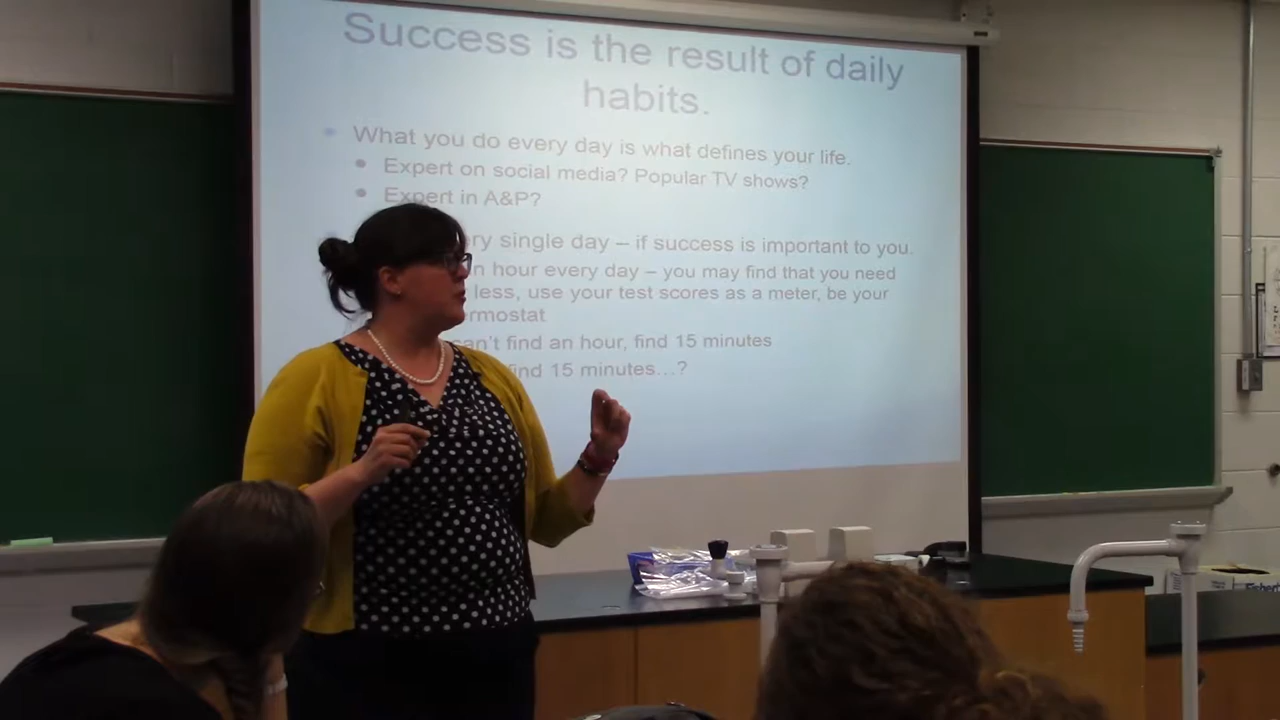 Success is the result of daily
habits.
What you do every day is what defines your life.
Expert on social media? Popular TV shows?
Expert in A&P?
ry single day – if success is important to you.
n hour every day – you may find that you need
less, use your test scores as a meter, be your
rmostat
can't find an hour, find 15 minutes
find 15 minutes...?
Fisher